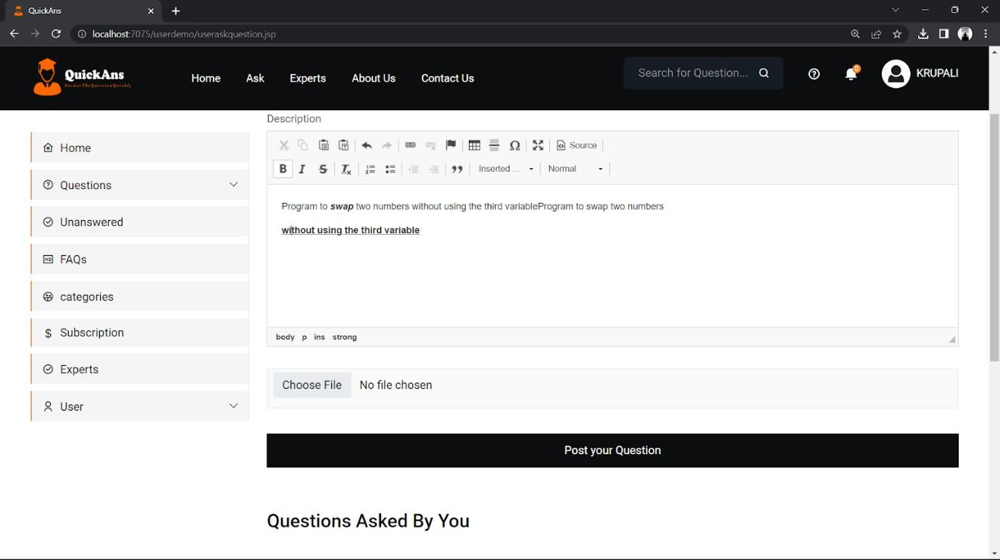 QuickAns
localhost:7075/userdemo/useraskquestion.jsp
QuickAns
AnswerTheQuestionQuickly
Home Ask Experts About Us Contact Us
Search for Question...
0
KRUPALI
Home
Questions
Unanswered
FAQs
categories
Subscription
Experts
User
Description
Source
B I S Tx Inserted ... Normal
Program to swap two numbers without using the third variableProgram to swap two numbers
without using the third variable
body p ins strong
Choose File No file chosen
Post your Question
Questions Asked By You